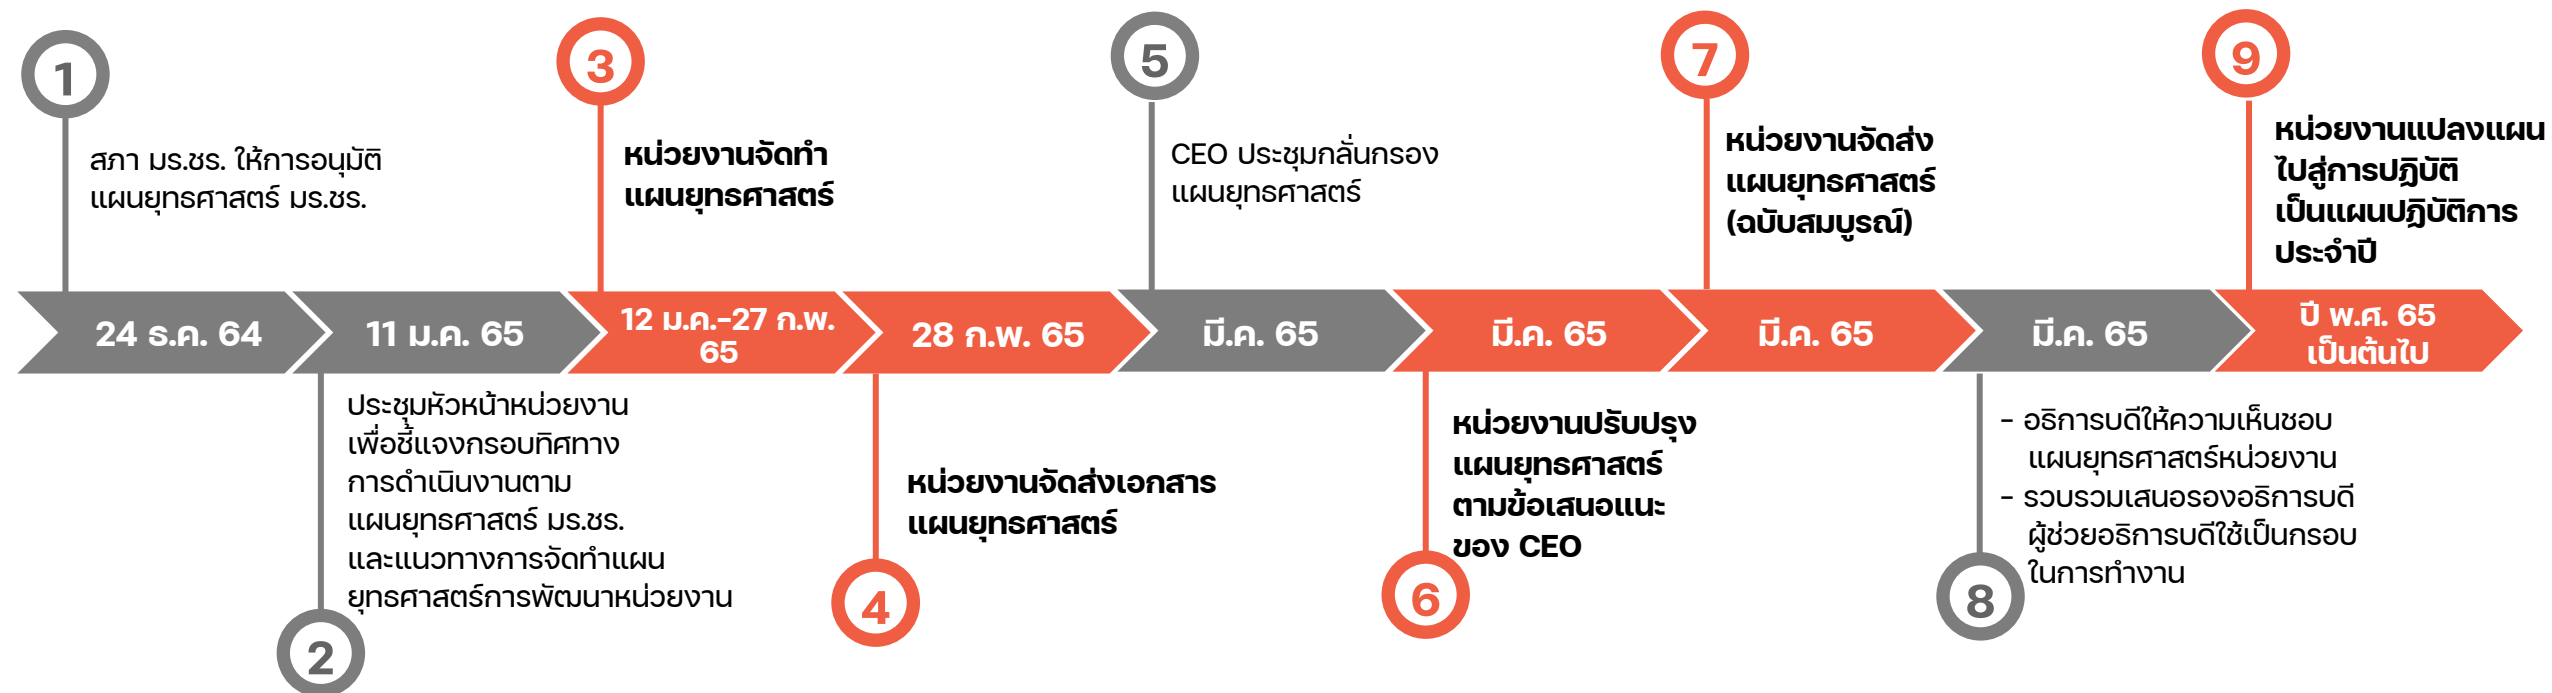 1
สภา มร.ชร. ให้การอนุมัติ
แผนยุทธศาสตร์ มร.ชร.
3
หน่วยงานจัดทำ
แผนยุทธศาสตร์
5
CEO ประชุมกลั่นกรอง
แผนยุทธศาสตร์
7
หน่วยงานจัดส่ง
แผนยุทธศาสตร์
(ฉบับสมบูรณ์)
9
หน่วยงานแปลงแผน
ไปสู่การปฏิบัติ
เป็นแผนปฏิบัติการ
ประจำปี
24 ธ.ค. 64
11 ม.ค. 65
12 ม.ค.-27 ก.พ.
65
28 ก.พ. 65
มี.ค. 65
มี.ค. 65
มี.ค. 65
มี.ค. 65
ปี พ.ศ. 65
เป็นต้นไป
ประชุมหัวหน้าหน่วยงาน
เพื่อชี้แจงกรอบทิศทาง
การดำเนินงานตาม
แผนยุทธศาสตร์ มร.ชร.
และแนวทางการจัดทำแผน
ยุทธศาสตร์การพัฒนาหน่วยงาน
2
หน่วยงานจัดส่งเอกสาร
แผนยุทธศาสตร์
4
หน่วยงานปรับปรุง
แผนยุทธศาสตร์
ตามข้อเสนอแนะ
ของ CEO
6
- อธิการบดีให้ความเห็นชอบ
แผนยุทธศาสตร์หน่วยงาน
- รวบรวมเสนอรองอธิการบดี
ผู้ช่วยอธิการบดีใช้เป็นกรอบ
ในการทำงาน
8